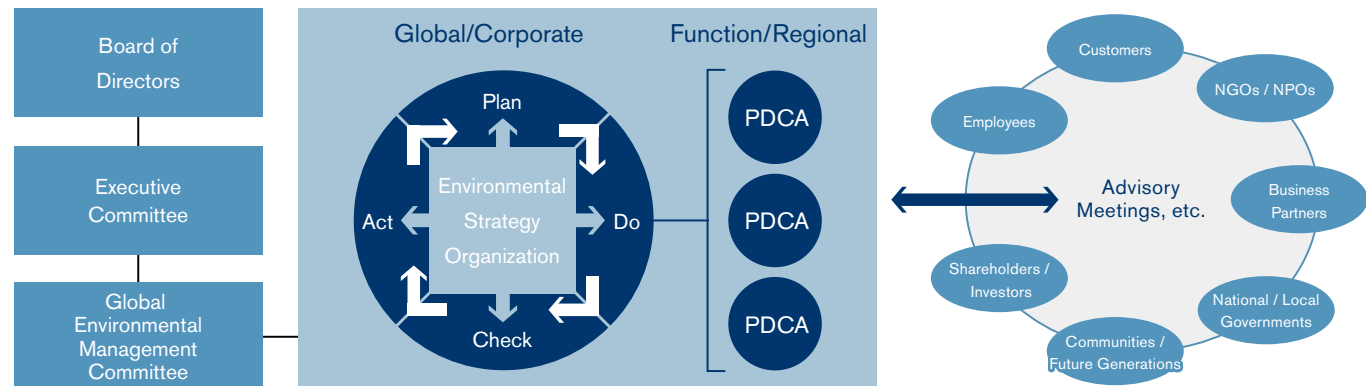 Board of
Directors
Executive
Committee
Global
Environmental
Management
Committee
Global/Corporate
Function/Regional
Plan
Act
Environmental
Strategy
Organization
Do
Check
PDCA
PDCA
PDCA
Customers
NGOs / NPOs
Employees
Advisory
Meetings, etc.
Business
Partners
Shareholders /
Investors
National / Local
Governments
Communities /
Future Generations